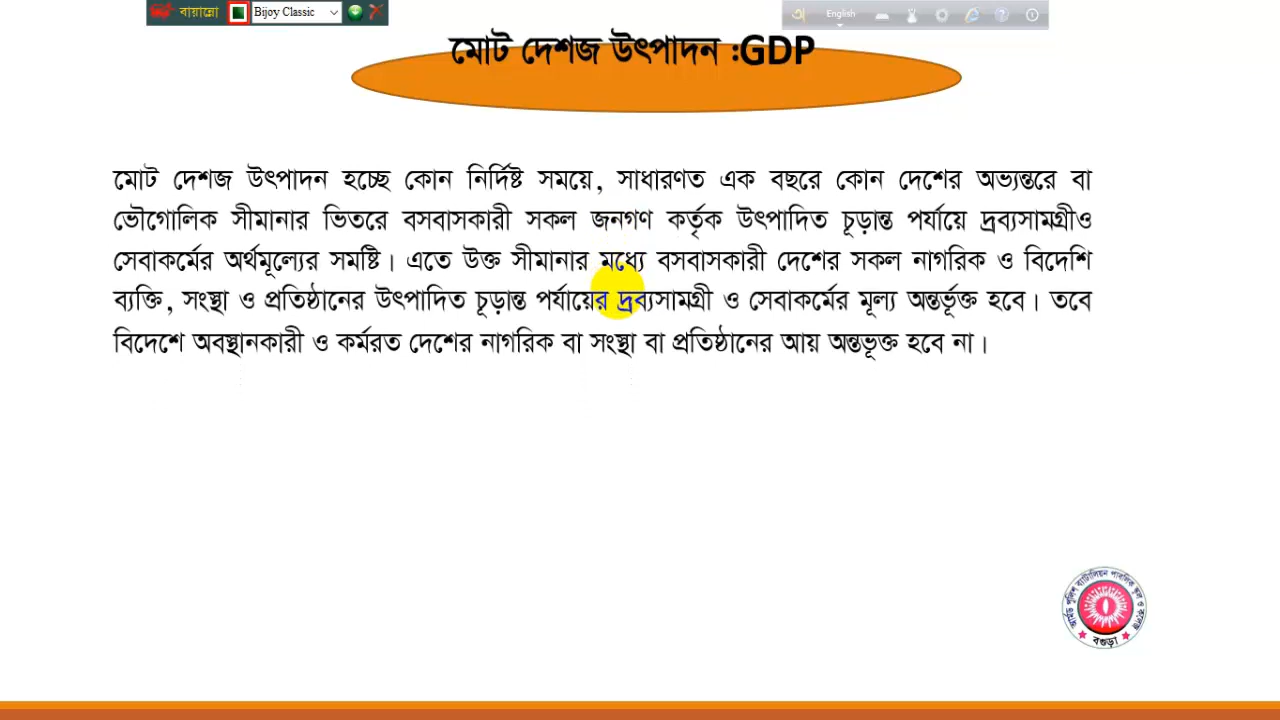 বায়ান্নো
Bijoy Classic
English
মোট দেশজ উৎপাদন :GDP
মোট দেশজ উৎপাদন হচ্ছে কোন নির্দিষ্ট সময়ে, সাধারণত এক বছরে কোন দেশের অভ্যন্তরে বা
ভৌগোলিক সীমানার ভিতরে বসবাসকারী সকল জনগণ কর্তৃক উৎপাদিত চূড়ান্ত পর্যায়ে দ্রব্যসামগ্রীও
সেবাকর্মের অর্থমূল্যের সমষ্টি। এতে উক্ত সীমানার মধ্যে বসবাসকারী দেশের সকল নাগরিক ও বিদেশি
ব্যক্তি, সংস্থা ও প্রতিষ্ঠানের উৎপাদিত চূড়ান্ত পর্যায়ের দ্রব্যসামগ্রী ও সেবাকর্মের মূল্য অন্তর্ভূক্ত হবে। তবে
বিদেশে অবস্থানকারী ও কর্মরত দেশের নাগরিক বা সংস্থা বা প্রতিষ্ঠানের আয় অন্তভূক্ত হবে না।
পুলিশ ব্যাটালিয়ন পাবলিক স্কুল ও কলেজ
বগুড়া